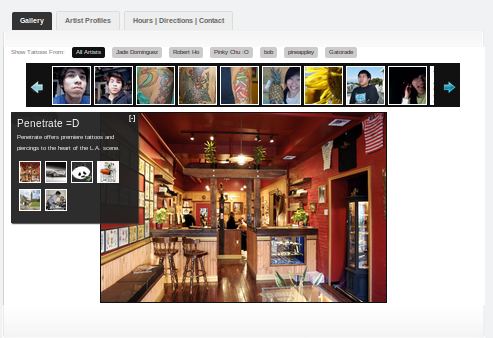 Gallery
Artist Profiles
Hours | Directions | Contact
Show Tattoos From:
All Artists
Jade Dominguez
Robert Ho
Pinky Chu :O
bob
pineappley
Gatorade
[-]
Penetrate =D
Penetrate offers premiere tattoos and
piercings to the heart of the L.A. scene.